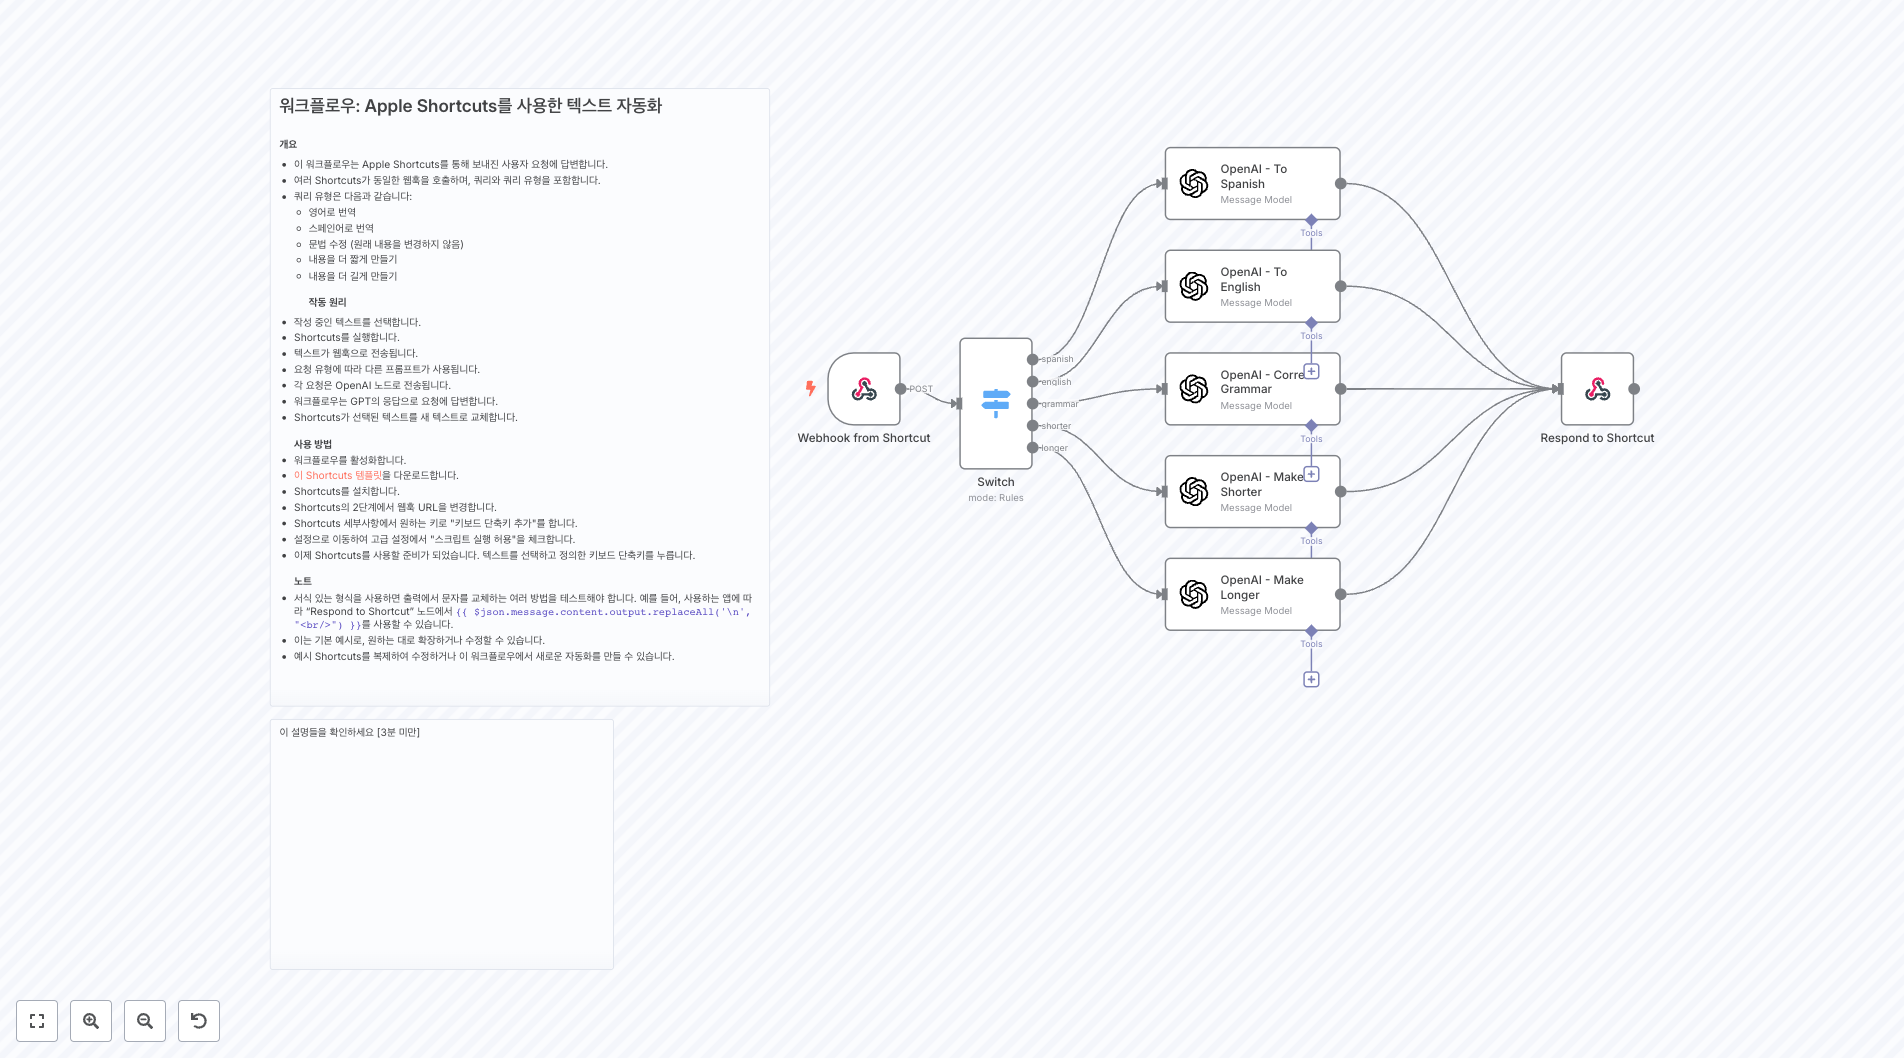 워크플로우: Apple Shortcuts를 사용한 텍스트 자동화
개요
이 워크플로우는 Apple Shortcuts를 통해 보내진 사용자 요청에 답변합니다.
여러 Shortcuts가 동일한 웹훅을 호출하며, 쿼리와 쿼리 유형을 포함합니다.
쿼리 유형은 다음과 같습니다:
영어로 번역
스페인어로 번역
문법 수정 (원래 내용을 변경하지 않음)
내용을 더 짧게 만들기
내용을 더 길게 만들기
작동 원리
작성 중인 텍스트를 선택합니다.
Shortcuts를 실행합니다.
텍스트가 웹훅으로 전송됩니다.
요청 유형에 따라 다른 프롬프트가 사용됩니다.
각 요청은 OpenAI 노드로 전송됩니다.
워크플로우는 GPT의 응답으로 요청에 답변합니다.
Shortcuts가 선택된 텍스트를 새 텍스트로 교체합니다.
사용 방법
워크플로우를 활성화합니다.
이 Shortcuts 템플릿을 다운로드합니다.
Shortcuts를 설치합니다.
Shortcuts의 2단계에서 웹훅 URL을 변경합니다.
Shortcuts 세부사항에서 원하는 키로 "키보드 단축키 추가"를 합니다.
설정으로 이동하여 고급 설정에서 "스크립트 실행 허용"을 체크합니다.
이제 Shortcuts를 사용할 준비가 되었습니다. 텍스트를 선택하고 정의한 키보드 단축키를 누릅니다.
노트
서식 있는 형식을 사용하면 출력에서 문자를 교체하는 여러 방법을 테스트해야 합니다. 예를 들어, 사용하는 앱에 따
라 “Respond to Shortcut” 노드에서 {{ $json.message.content.output.replaceAll('\n',
"<br/>") }}를 사용할 수 있습니다.
이는 기본 예시로, 원하는 대로 확장하거나 수정할 수 있습니다.
예시 Shortcuts를 복제하여 수정하거나 이 워크플로우에서 새로운 자동화를 만들 수 있습니다.
이 설명들을 확인하세요 [3분 미만]
Webhook from Shortcut
POST
Switch
mode: Rules
spanish
english
grammar
shorter
longer
OpenAI - To
Spanish
Message Model
Tools
OpenAI - To
English
Message Model
Tools
OpenAI - Corre
Grammar
Message Model
Tools
OpenAI - Make
Shorter
Message Model
Tools
OpenAI - Make
Longer
Message Model
Tools
Respond to Shortcut